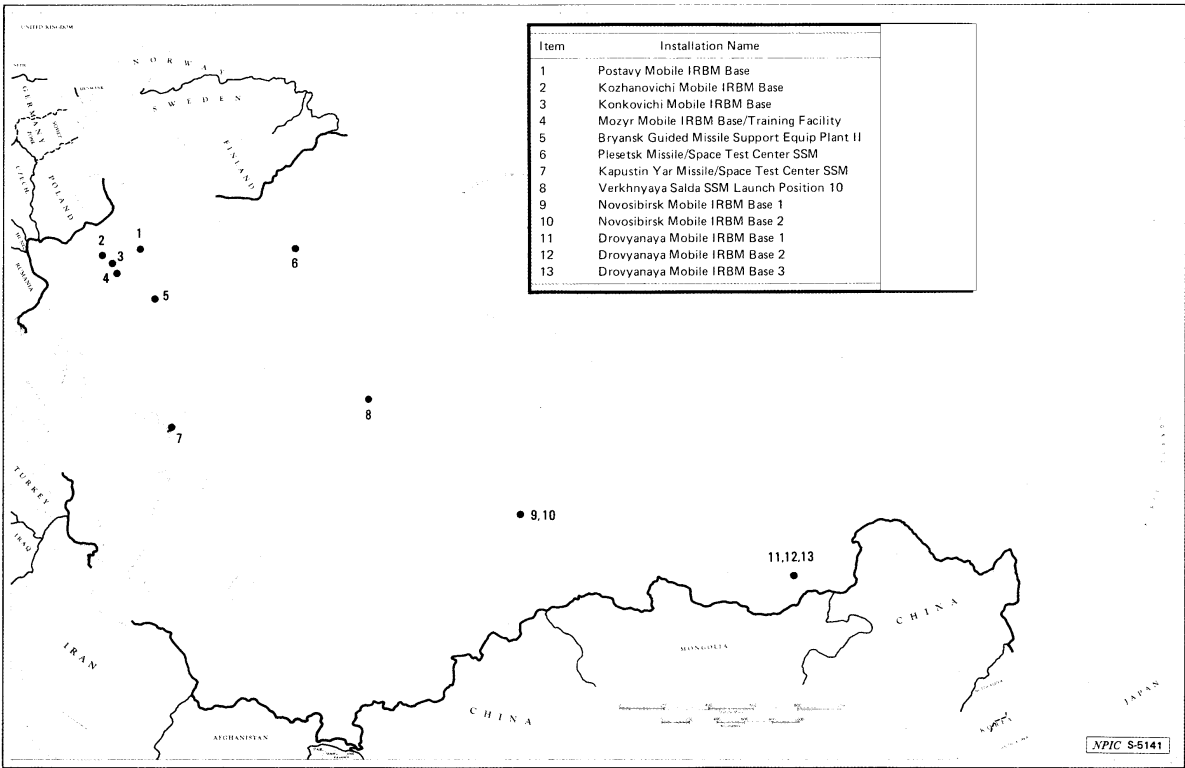 UNITED KINGDOM
Item Installation Name
1 Postavy Mobile IRBM Base
2 Kozhanovichi Mobile IRBM Base
3 Konkovichi Mobile IRBM Base
4 Mozyr Mobile IRBM Base/Training Facility
5 Bryansk Guided Missile Support Equip Plant II
6 Plesetsk Missile/Space Test Center SSM
7 Kapustin Yar Missile/Space Test Center SSM
8 Verkhnyaya Salda SSM Launch Position 10
9 Novosibirsk Mobile IRBM Base 1
10 Novosibirsk Mobile IRBM Base 2
11 Drovyanaya Mobile IRBM Base 1
12 Drovyanaya Mobile IRBM Base 2
13 Drovyanaya Mobile IRBM Base 3
NORWAY
DENMARK
SWEDEN
GERMANY
FINLAND
POLAND
RUMANIA
1
2
3
4
5
6
7
8
9,10
11,12,13
TURKEY
IRAQ
IRAN
CHINA
MONGOLIA
CHINA
AFGHANISTAN
JAPAN
NPIC S-5141